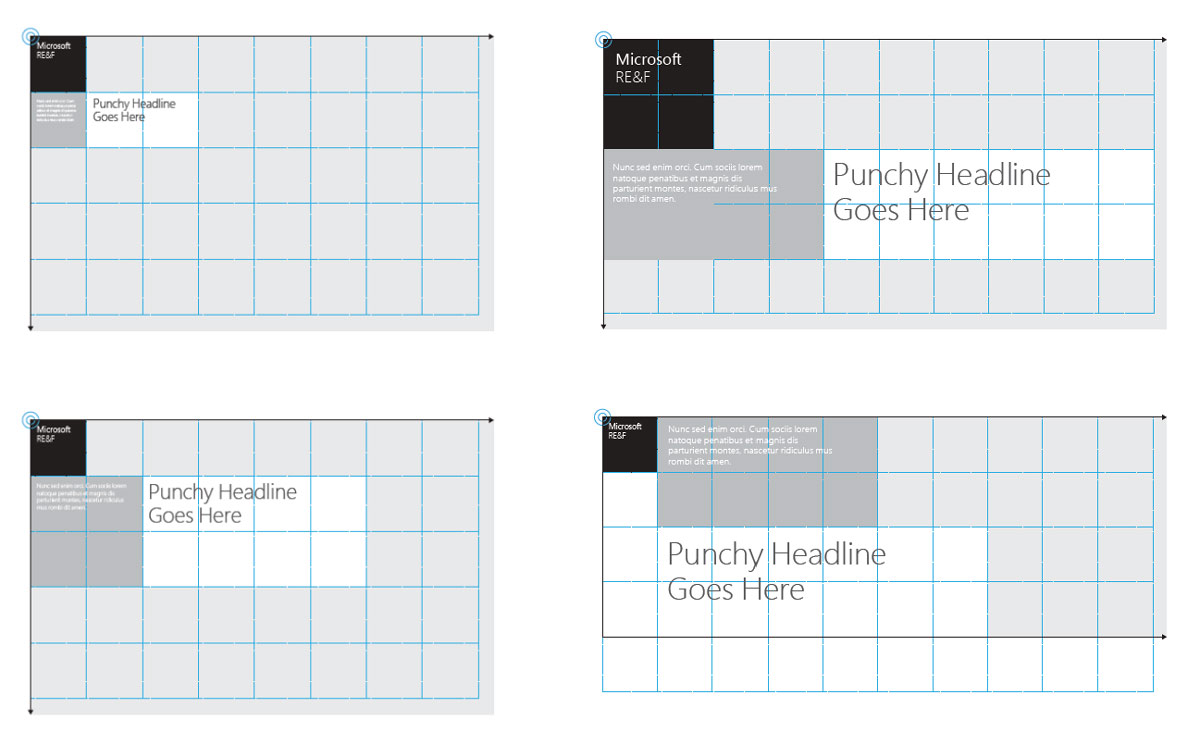 Microsoft
RE&F
Punchy Headline
Goes Here
Microsoft
RE&F
Nunc sed enim orci. Cum sociis lorem
natoque penatibus et magnis dis
parturient montes, nascetur ridiculus mus
rombi dit amen.
Punchy Headline
Goes Here
Microsoft
RE&F
Nunc sed enim orci. Cum sociis lorem
natoque penatibus et magnis dis
parturient montes, nascetur ridiculus
mus rombi dit amen.
Punchy Headline
Goes Here
Microsoft
RE&F
Nunc sed enim orci. Cum sociis lorem
natoque penatibus et magnis dis
parturient montes, nascetur ridiculus mus
rombi dit amen.
Punchy Headline
Goes Here